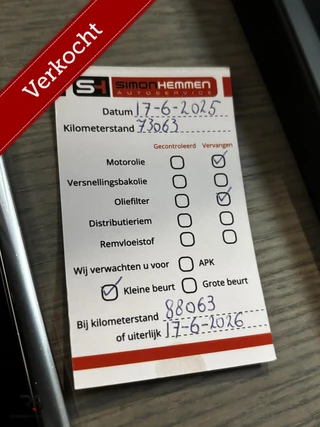 Verkocht
SH SIMON HEMMEN
AUTOSERVICE
Datum 17-6-2025
Kilometerstand 73063
Gecontroleerd Vervangen
Motorolie
Versnellingsbakolie
Oliefilter
Distributieriem
Remvloeistof
Wij verwachten u voor APK
Kleine beurt Grote beurt
Bij kilometerstand 88063
of uiterlijk 17-6-2026